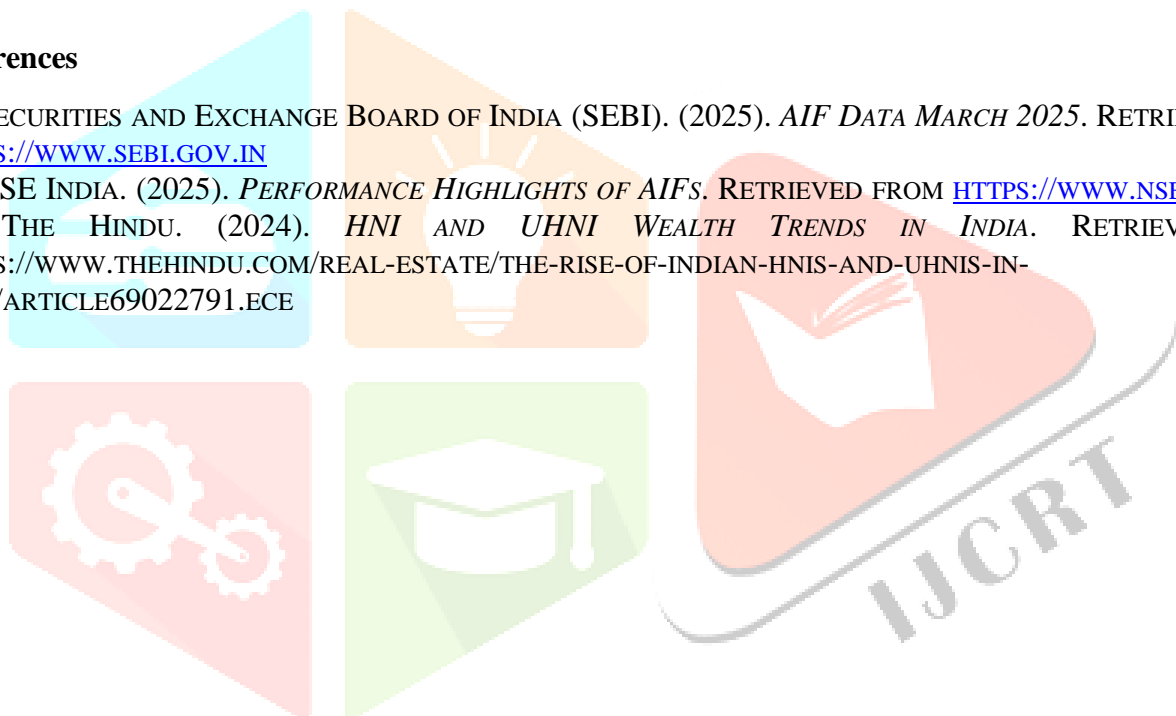 rences
ECURITIES AND EXCHANGE BOARD OF INDIA (SEBI). (2025). AIF DATA MARCH 2025. RETRIE
S://WWW.SEBI.GOV.IN
SE INDIA. (2025). PERFORMANCE HIGHLIGHTS OF AIFS. RETRIEVED FROM HTTPS://WWW.NSE
THE HINDU. (2024). HNI AND UHNI WEALTH TRENDS IN INDIA. RETRIEV
S://WWW.THEHINDU.COM/REAL-ESTATE/THE-RISE-OF-INDIAN-HNIS-AND-UHNIS-IN-
/ARTICLE69022791.ECE
IJCRT